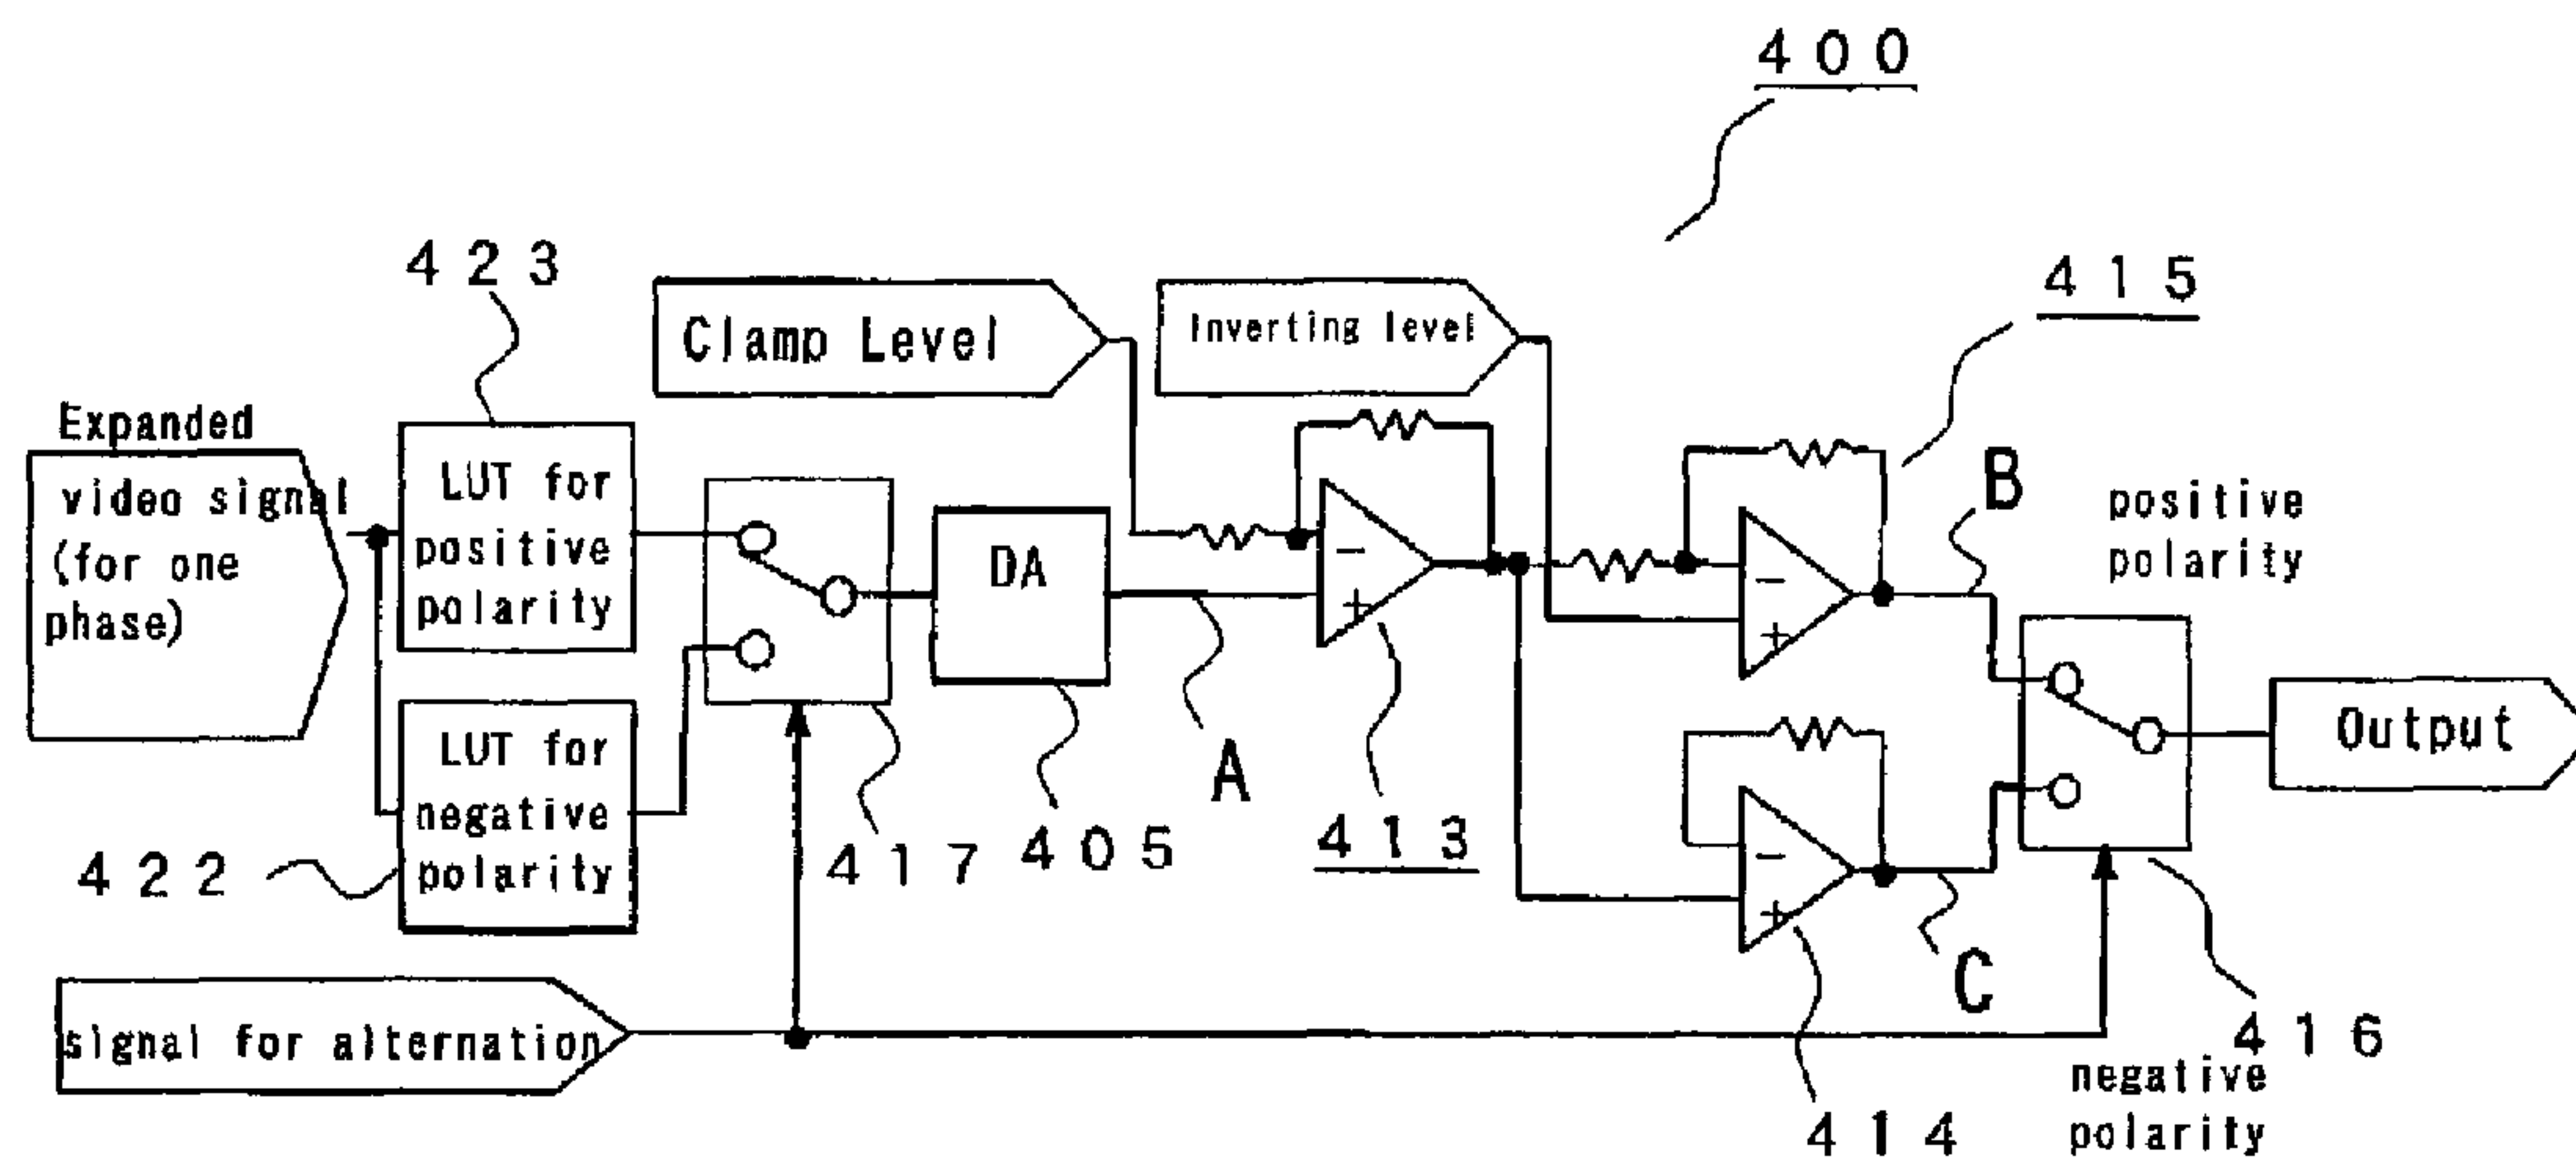 400
423
Clamp Level
Inverting level
415
Expanded
video signal
(for one
phase)
LUT for
positive
polarity
DA
−
+
A
413
−
+
B
positive
polarity
LUT for
negative
polarity
422
417
405
−
+
C
414
Output
416
negative
polarity
signal for alternation